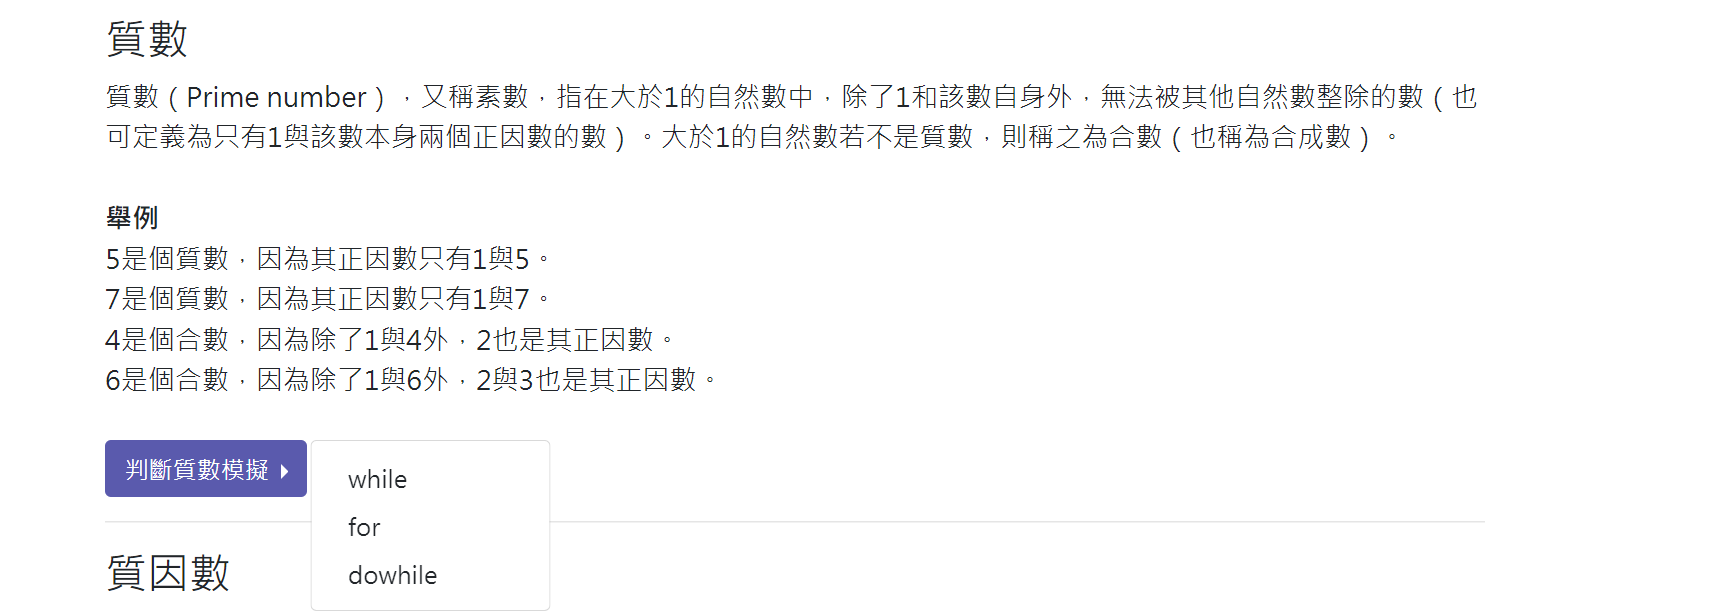 質數
質數（Prime number），又稱素數，指在大於1的自然數中，除了1和該數自身外，無法被其他自然數整除的數（也
可定義為只有1與該數本身兩個正因數的數）。大於1的自然數若不是質數，則稱之為合數（也稱為合成數）。
舉例
5是個質數，因為其正因數只有1與5。
7是個質數，因為其正因數只有1與7。
4是個合數，因為除了1與4外，2也是其正因數。
6是個合數，因為除了1與6外，2與3也是其正因數。
判斷質數模擬
while
for
dowhile
質因數